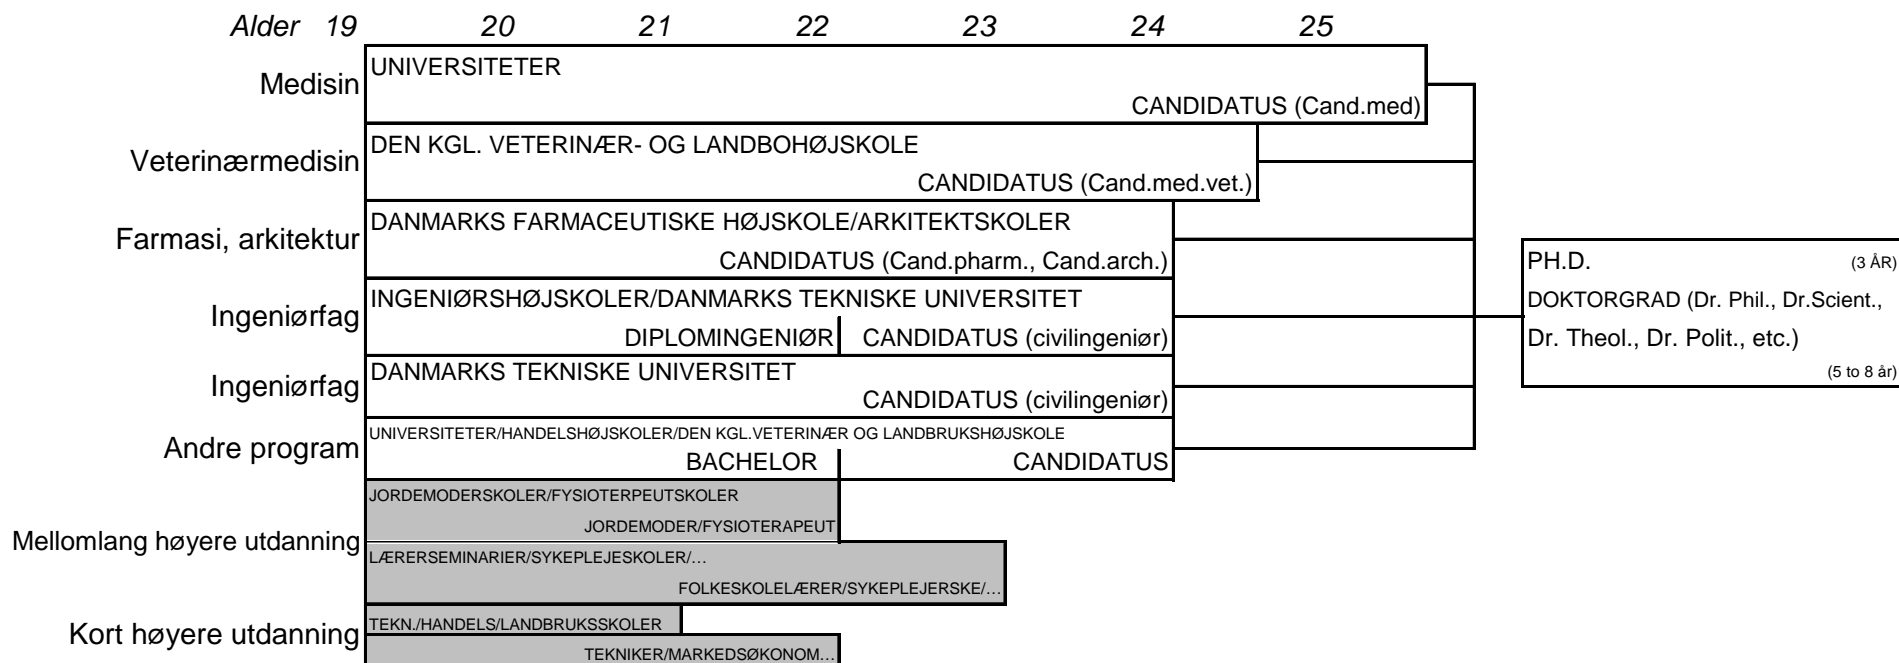 Alder 19 20 21 22 23 24 25
Medisin
UNIVERSITETER
CANDIDATUS (Cand.med)
Veterinærmedisin
DEN KGL. VETERINÆR- OG LANDBOHØJSKOLE
CANDIDATUS (Cand.med.vet.)
Farmasi, arkitektur
DANMARKS FARMACEUTISKE HØJSKOLE/ARKITEKTSKOLER
CANDIDATUS (Cand.pharm., Cand.arch.)
Ingeniørfag
INGENIØRSHØJSKOLER/DANMARKS TEKNISKE UNIVERSITET
DIPLOMINGENIØR CANDIDATUS (civilingeniør)
Ingeniørfag
DANMARKS TEKNISKE UNIVERSITET
CANDIDATUS (civilingeniør)
Andre program
UNIVERSITETER/HANDELSHØJSKOLER/DEN KGL.VETERINÆR OG LANDBRUKSHØJSKOLE
BACHELOR CANDIDATUS
Mellomlang høyere utdanning
JORDEMODERSKOLER/FYSIOTERPEUTSKOLER
JORDEMODER/FYSIOTERAPEUT
LÆRERSEMINARIER/SYKEPLEJESKOLER/…
FOLKESKOLELÆRER/SYKEPLEJERSKE/…
Kort høyere utdanning
TEKN./HANDELS/LANDBRUKSSKOLER
TEKNIKER/MARKEDSØKONOM…
PH.D. (3 ÅR)
DOKTORGRAD (Dr. Phil., Dr.Scient.,
Dr. Theol., Dr. Polit., etc.)
(5 to 8 år)